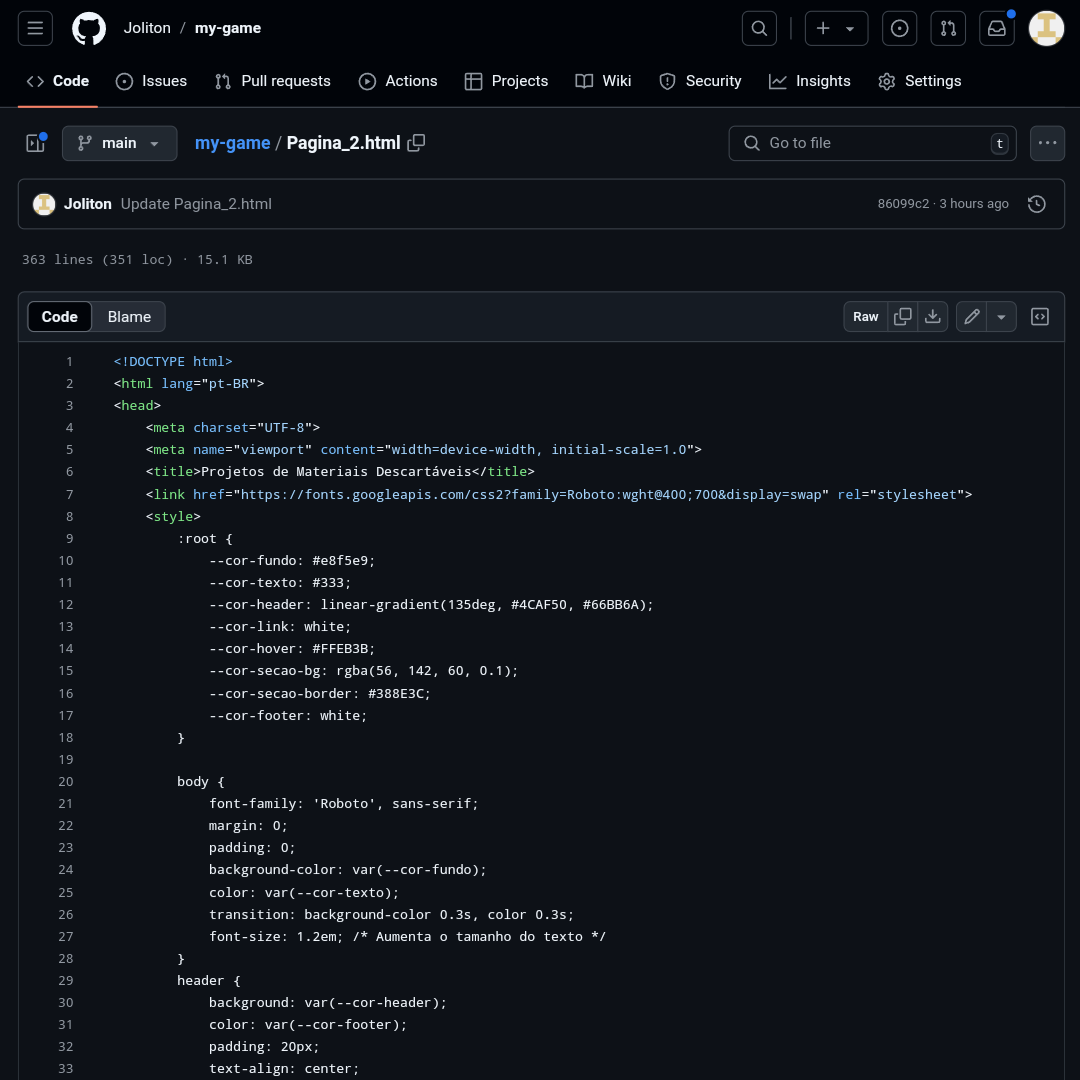 Joliton / my-game
Code Issues Pull requests Actions Projects Wiki Security Insights Settings
main my-game / Pagina_2.html Go to file t
Joliton Update Pagina_2.html 86099c2 · 3 hours ago
363 lines (351 loc) · 15.1 KB
Code Blame Raw
1 <!DOCTYPE html>
2 <html lang="pt-BR">
3 <head>
4 <meta charset="UTF-8">
5 <meta name="viewport" content="width=device-width, initial-scale=1.0">
6 <title>Projetos de Materiais Descartáveis</title>
7 <link href="https://fonts.googleapis.com/css2?family=Roboto:wght@400;700&display=swap" rel="stylesheet">
8 <style>
9 :root {
10 --cor-fundo: #e8f5e9;
11 --cor-texto: #333;
12 --cor-header: linear-gradient(135deg, #4CAF50, #66BB6A);
13 --cor-link: white;
14 --cor-hover: #FFEB3B;
15 --cor-secao-bg: rgba(56, 142, 60, 0.1);
16 --cor-secao-border: #388E3C;
17 --cor-footer: white;
18 }
19
20 body {
21 font-family: 'Roboto', sans-serif;
22 margin: 0;
23 padding: 0;
24 background-color: var(--cor-fundo);
25 color: var(--cor-texto);
26 transition: background-color 0.3s, color 0.3s;
27 font-size: 1.2em; /* Aumenta o tamanho do texto */
28 }
29 header {
30 background: var(--cor-header);
31 color: var(--cor-footer);
32 padding: 20px;
33 text-align: center;